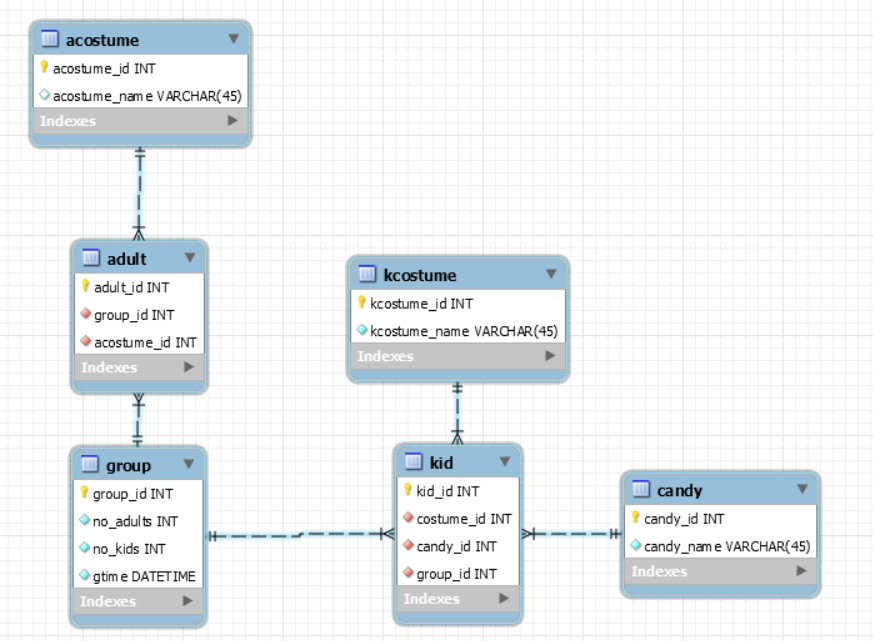 acostume
acostume_id INT
acostume_name VARCHAR(45)
Indexes
adult
adult_id INT
group_id INT
acostume_id INT
Indexes
kcostume
kcostume_id INT
kcostume_name VARCHAR(45)
Indexes
group
group_id INT
no_adults INT
no_kids INT
gtime DATETIME
Indexes
kid
kid_id INT
costume_id INT
candy_id INT
group_id INT
Indexes
candy
candy_id INT
candy_name VARCHAR(45)
Indexes